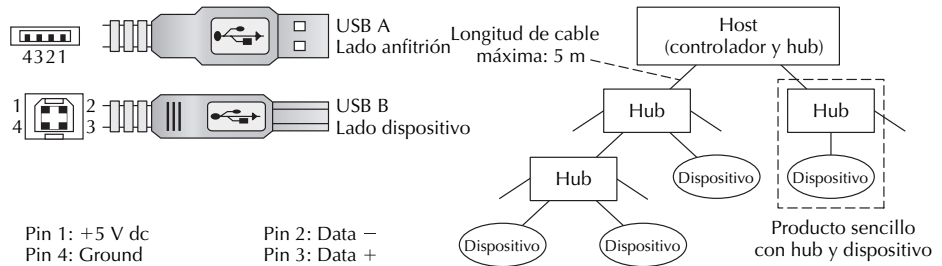 4321
USB A
Lado anfitrión
1
4
2
3
USB B
Lado dispositivo
Pin 1: +5 V dc
Pin 4: Ground
Pin 2: Data −
Pin 3: Data +
Longitud de cable
máxima: 5 m
Host
(controlador y hub)
Hub
Hub
Hub
Dispositivo
Dispositivo
Dispositivo
Dispositivo
Producto sencillo
con hub y dispositivo